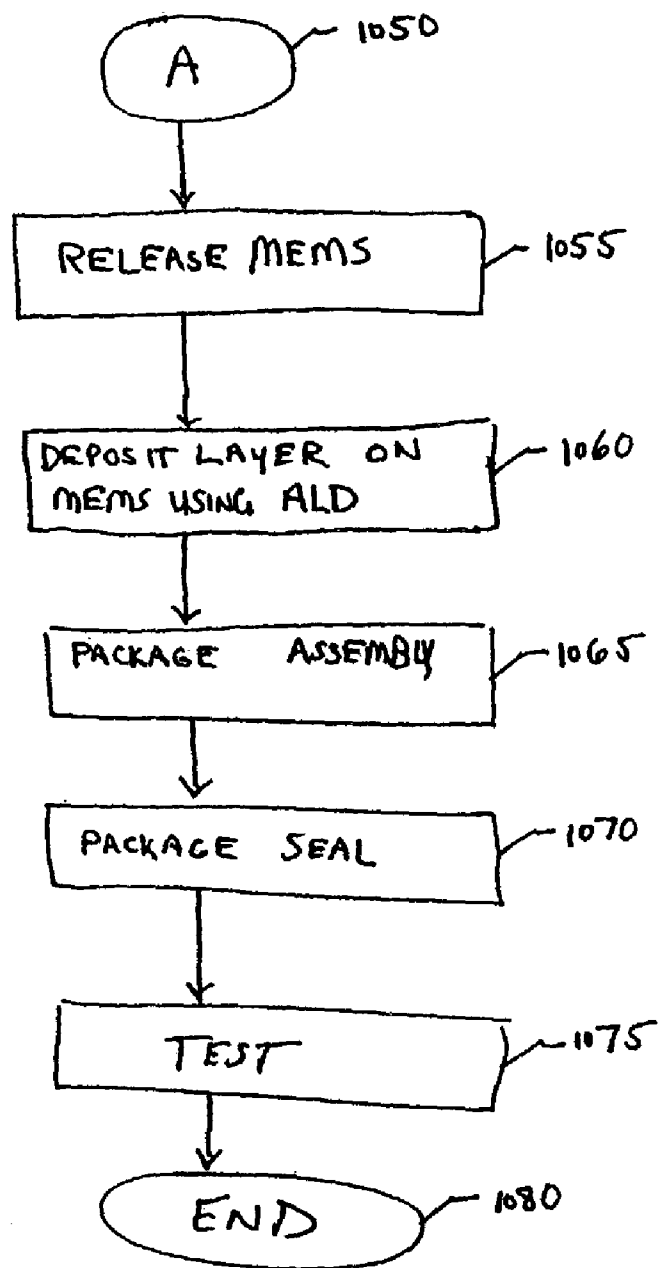 A
1050
RELEASE MEMS
1055
DEPOSIT LAYER ON
MEMS USING ALD
1060
PACKAGE ASSEMBLY
1065
PACKAGE SEAL
1070
TEST
1075
END
1080